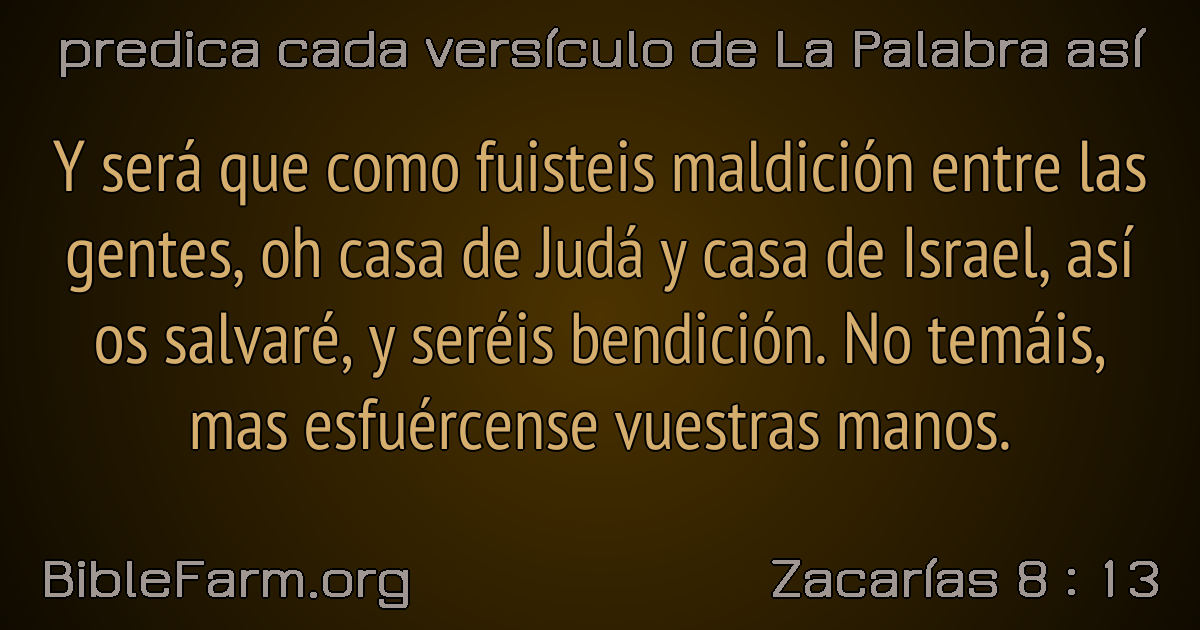 predica cada versículo de La Palabra así
Y será que como fuisteis maldición entre las
gentes, oh casa de Judá y casa de Israel, así
os salvaré, y seréis bendición. No temáis,
mas esfuércense vuestras manos.
BibleFarm.org
Zacarías 8 : 13